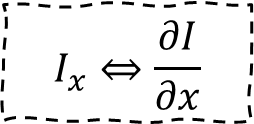 I_x ⇔ ∂I/∂x